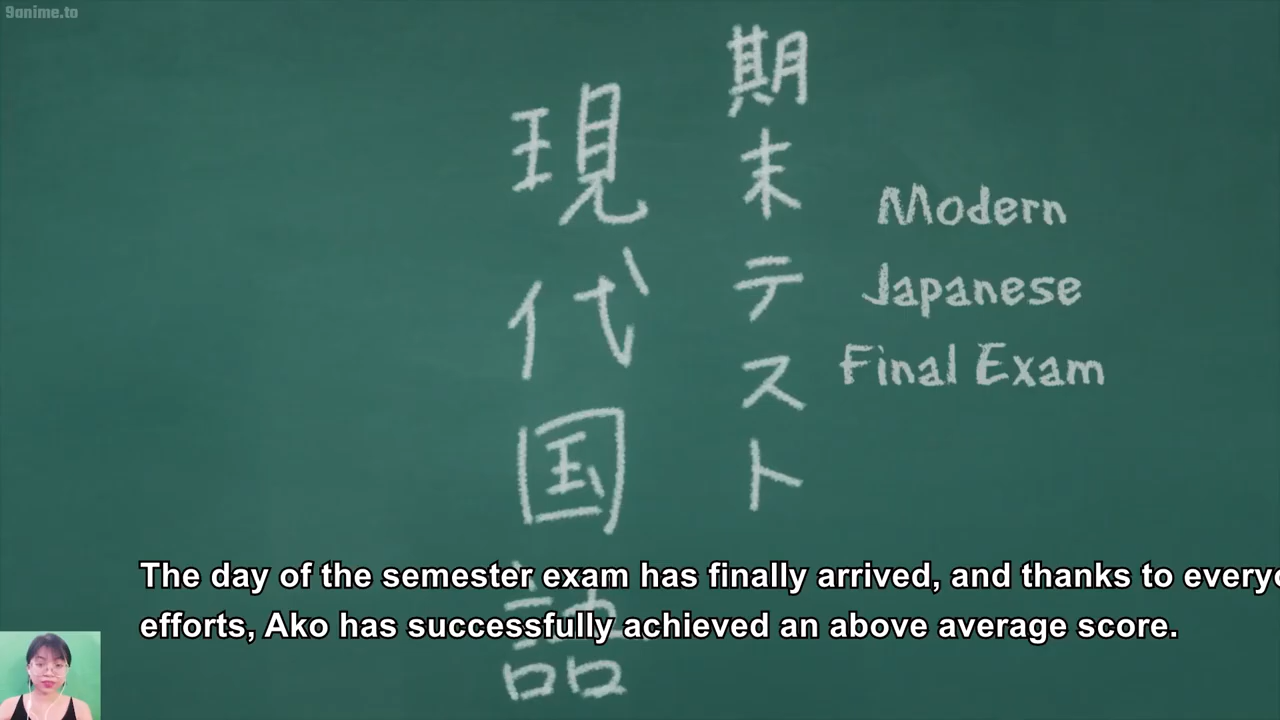 9anime.to
期末テスト
現代国語
Modern
Japanese
Final Exam
The day of the semester exam has finally arrived, and thanks to
efforts, Ako has successfully achieved an above average score.